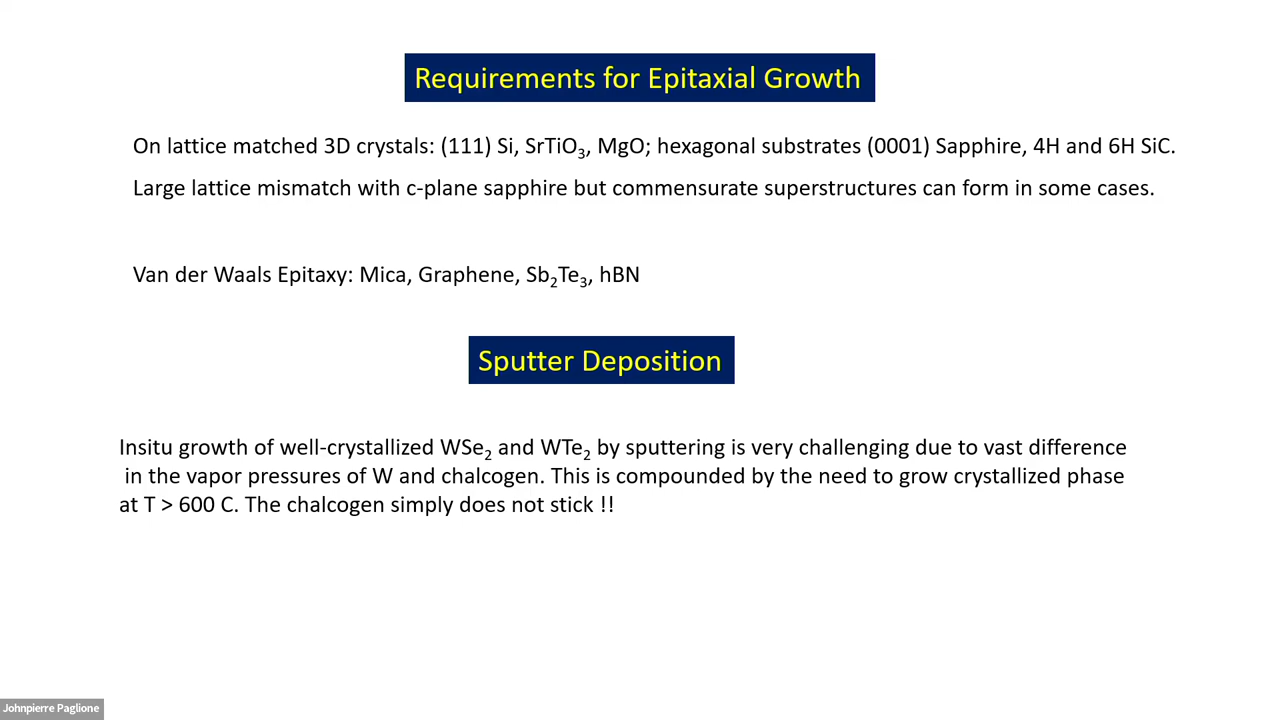 Requirements for Epitaxial Growth
On lattice matched 3D crystals: (111) Si, SrTiO₃, MgO; hexagonal substrates (0001) Sapphire, 4H and 6H SiC.
Large lattice mismatch with c-plane sapphire but commensurate superstructures can form in some cases.
Van der Waals Epitaxy: Mica, Graphene, Sb₂Te₃, hBN
Sputter Deposition
Insitu growth of well-crystallized WSe₂ and WTe₂ by sputtering is very challenging due to vast difference
in the vapor pressures of W and chalcogen. This is compounded by the need to grow crystallized phase
at T > 600 C. The chalcogen simply does not stick !!
Johnpierre Paglione